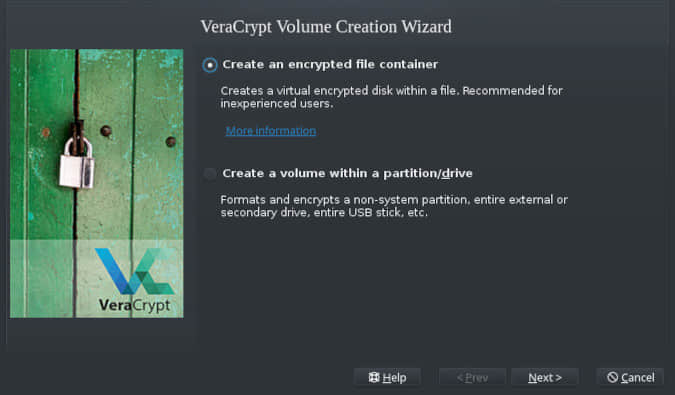 VeraCrypt Volume Creation Wizard
Create an encrypted file container
Creates a virtual encrypted disk within a file. Recommended for
inexperienced users.
More information
Create a volume within a partition/drive
Formats and encrypts a non-system partition, entire external or
secondary drive, entire USB stick, etc.
VeraCrypt
Help
< Prev
Next >
Cancel